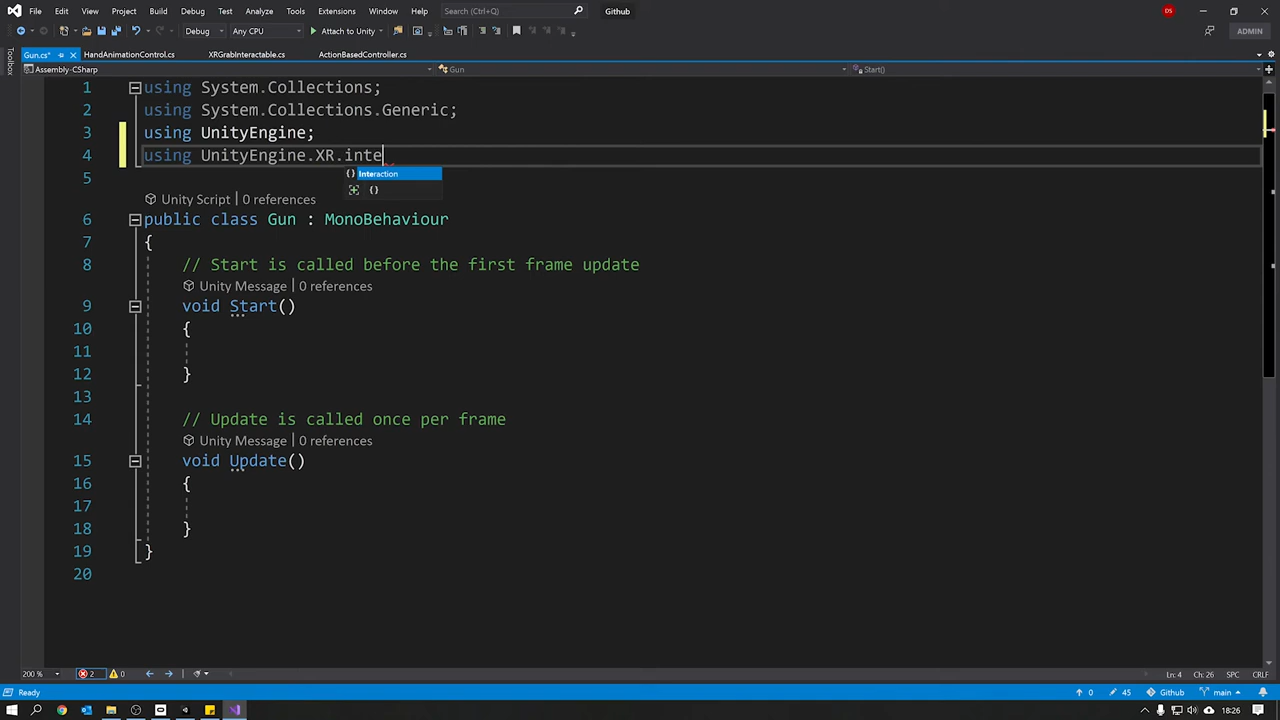 File Edit View Project Build Debug Test Analyze Tools Extensions Window Help Search (Ctrl+Q) Github DS
Debug Any CPU Attach to Unity ADMIN
Gun.cs* HandAnimationControl.cs XRGrabInteractable.cs ActionBasedController.cs
Toolbox
Assembly-CSharp Gun Start()
1 using System.Collections;
2 using System.Collections.Generic;
3 using UnityEngine;
4 using UnityEngine.XR.inte
{} Interaction
5 {}
Unity Script | 0 references
6 public class Gun : MonoBehaviour
7 {
8 // Start is called before the first frame update
Unity Message | 0 references
9 void Start()
10 {
11
12 }
13
14 // Update is called once per frame
Unity Message | 0 references
15 void Update()
16 {
17
18 }
19 }
20
200 % 2 0 Ln: 4 Ch: 26 SPC CRLF
Ready 0 45 Github main
18:26